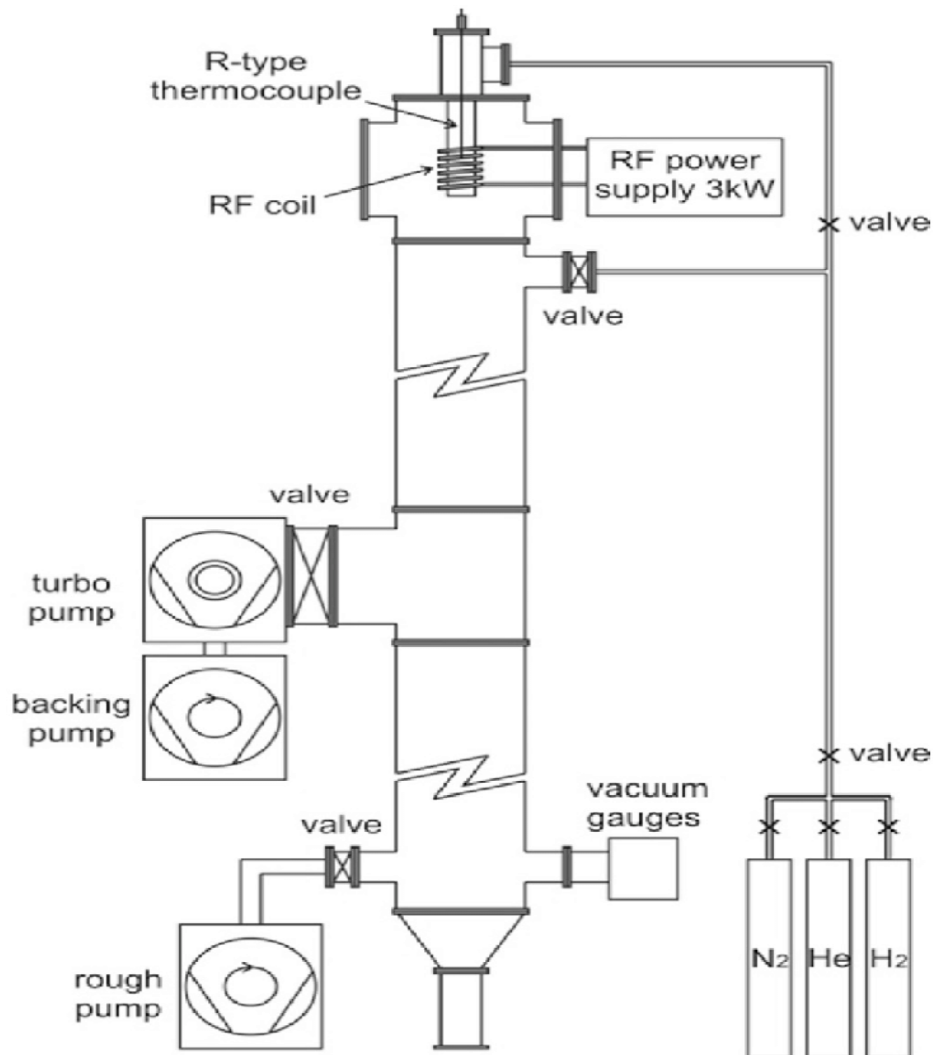 R-type
thermocouple
RF coil
RF power
supply 3kW
valve
valve
valve
turbo
pump
backing
pump
valve
valve
vacuum
gauges
rough
pump
N₂
He
H₂